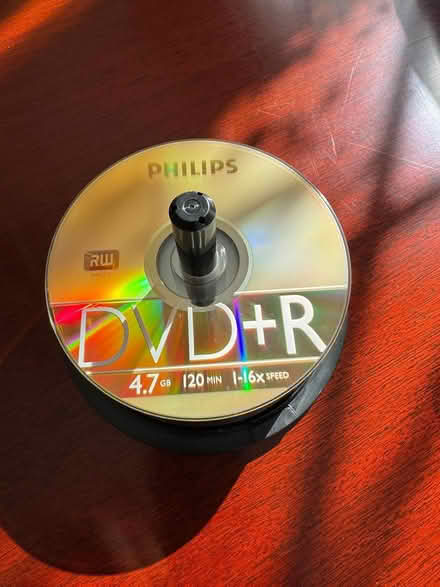 PHILIPS
RW
DVD+R
4.7 GB 120 MIN 1-16x SPEED